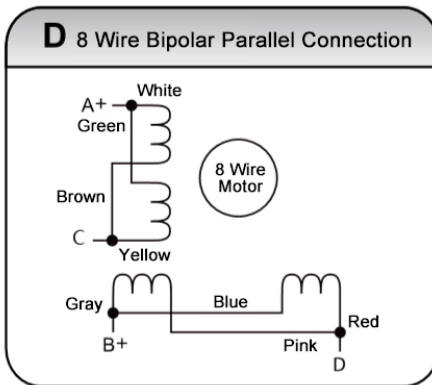 D 8 Wire Bipolar Parallel Connection
White
A+
Green
8 Wire
Motor
Brown
C
Yellow
Gray
Blue
Red
B+
Pink
D